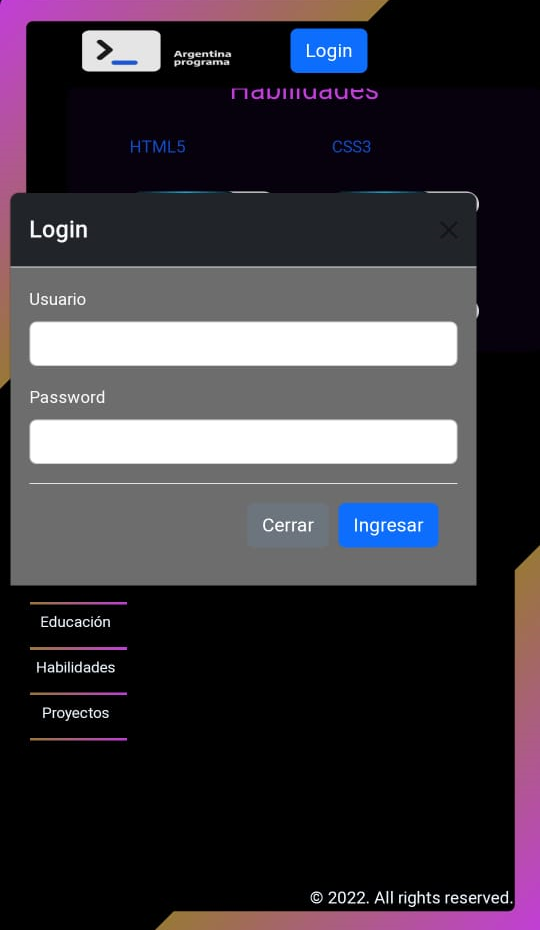 Argentina
programa
Login
Habilidades
HTML5
CSS3
Login
Usuario
Password
Cerrar
Ingresar
Educación
Habilidades
Proyectos
© 2022. All rights reserved.